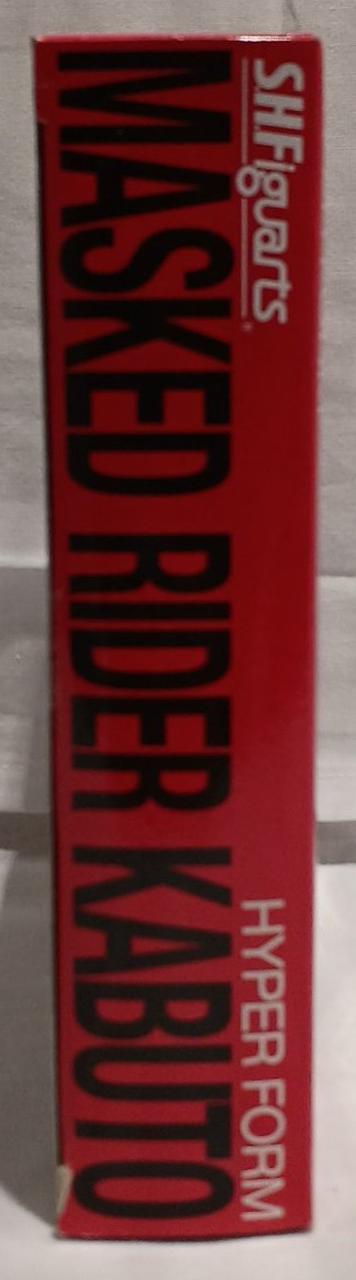 S.H.Figuarts
HYPER FORM
MASKED RIDER KABUTO